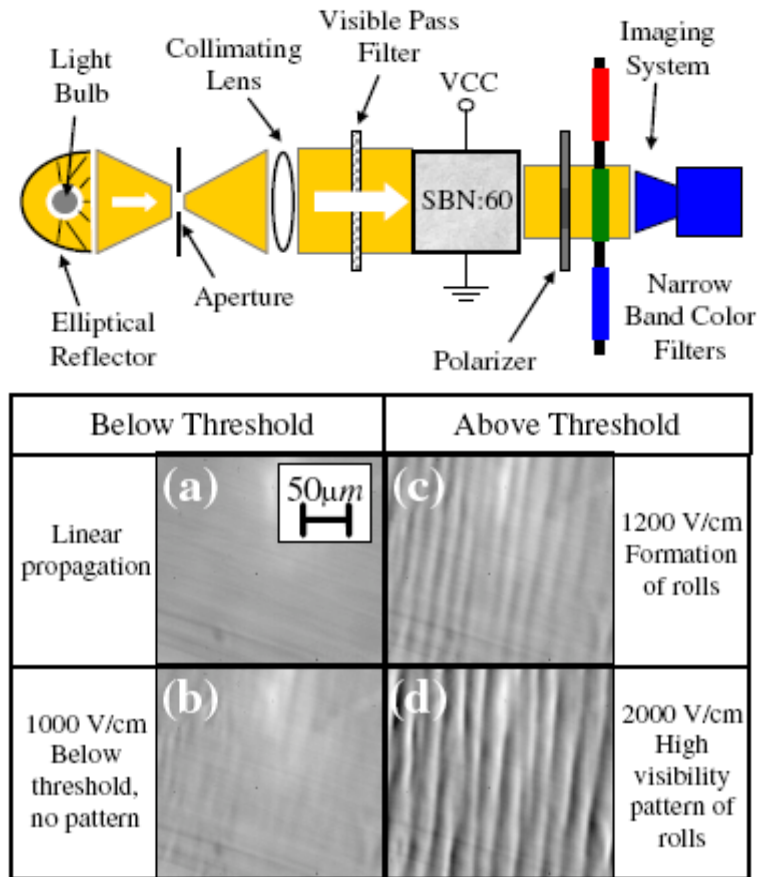 Light
Bulb
Collimating
Lens
Visible Pass
Filter
VCC
Imaging
System
SBN:60
Aperture
Elliptical
Reflector
Polarizer
Narrow
Band Color
Filters
Below Threshold
Above Threshold
Linear
propagation
(a)
50μm
(c)
1200 V/cm
Formation
of rolls
1000 V/cm
Below
threshold,
no pattern
(b)
(d)
2000 V/cm
High
visibility
pattern of
rolls